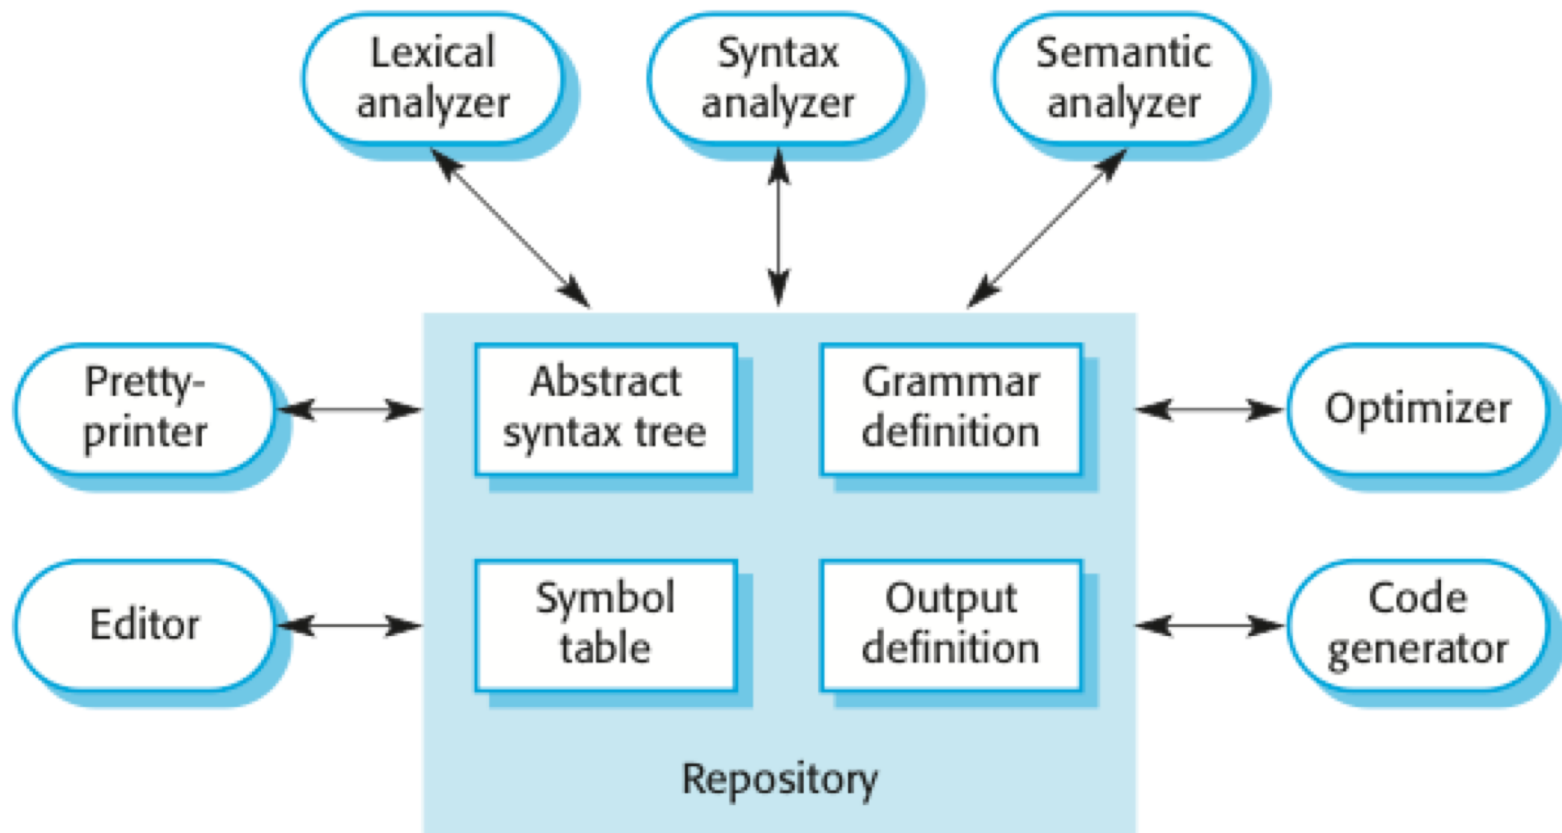 Lexical
analyzer
Syntax
analyzer
Semantic
analyzer
Pretty-
printer
Abstract
syntax tree
Grammar
definition
Optimizer
Editor
Symbol
table
Output
definition
Code
generator
Repository